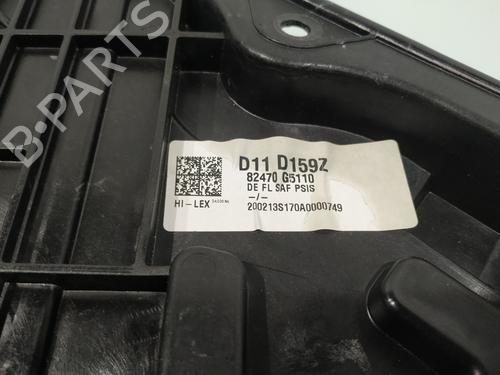 B-PARTS
D11 D159Z
82470 G5110
DE FL SAF PSIS
-/-
HI-LEX
200213S170A0000749